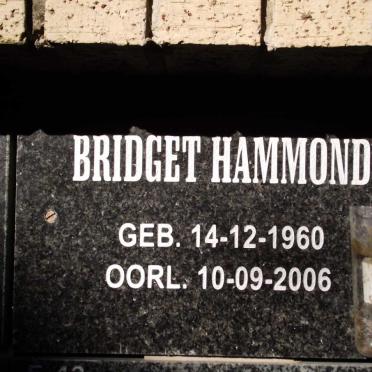 BRIDGET HAMMOND
GEB. 14-12-1960
OORL. 10-09-2006